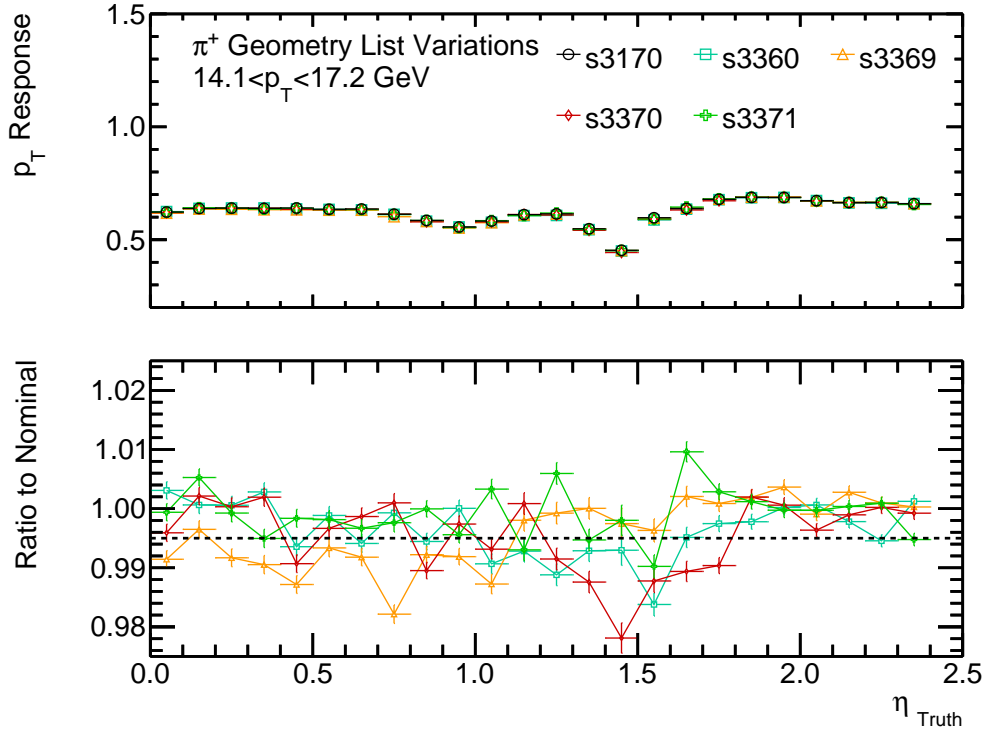 1.5
π+ Geometry List Variations
14.1<pT<17.2 GeV
s3170 s3360 s3369
s3370 s3371
pT Response
1.0
0.5
Ratio to Nominal
1.02
1.01
1.00
0.99
0.98
0.0 0.5 1.0 1.5 2.0 2.5
η Truth